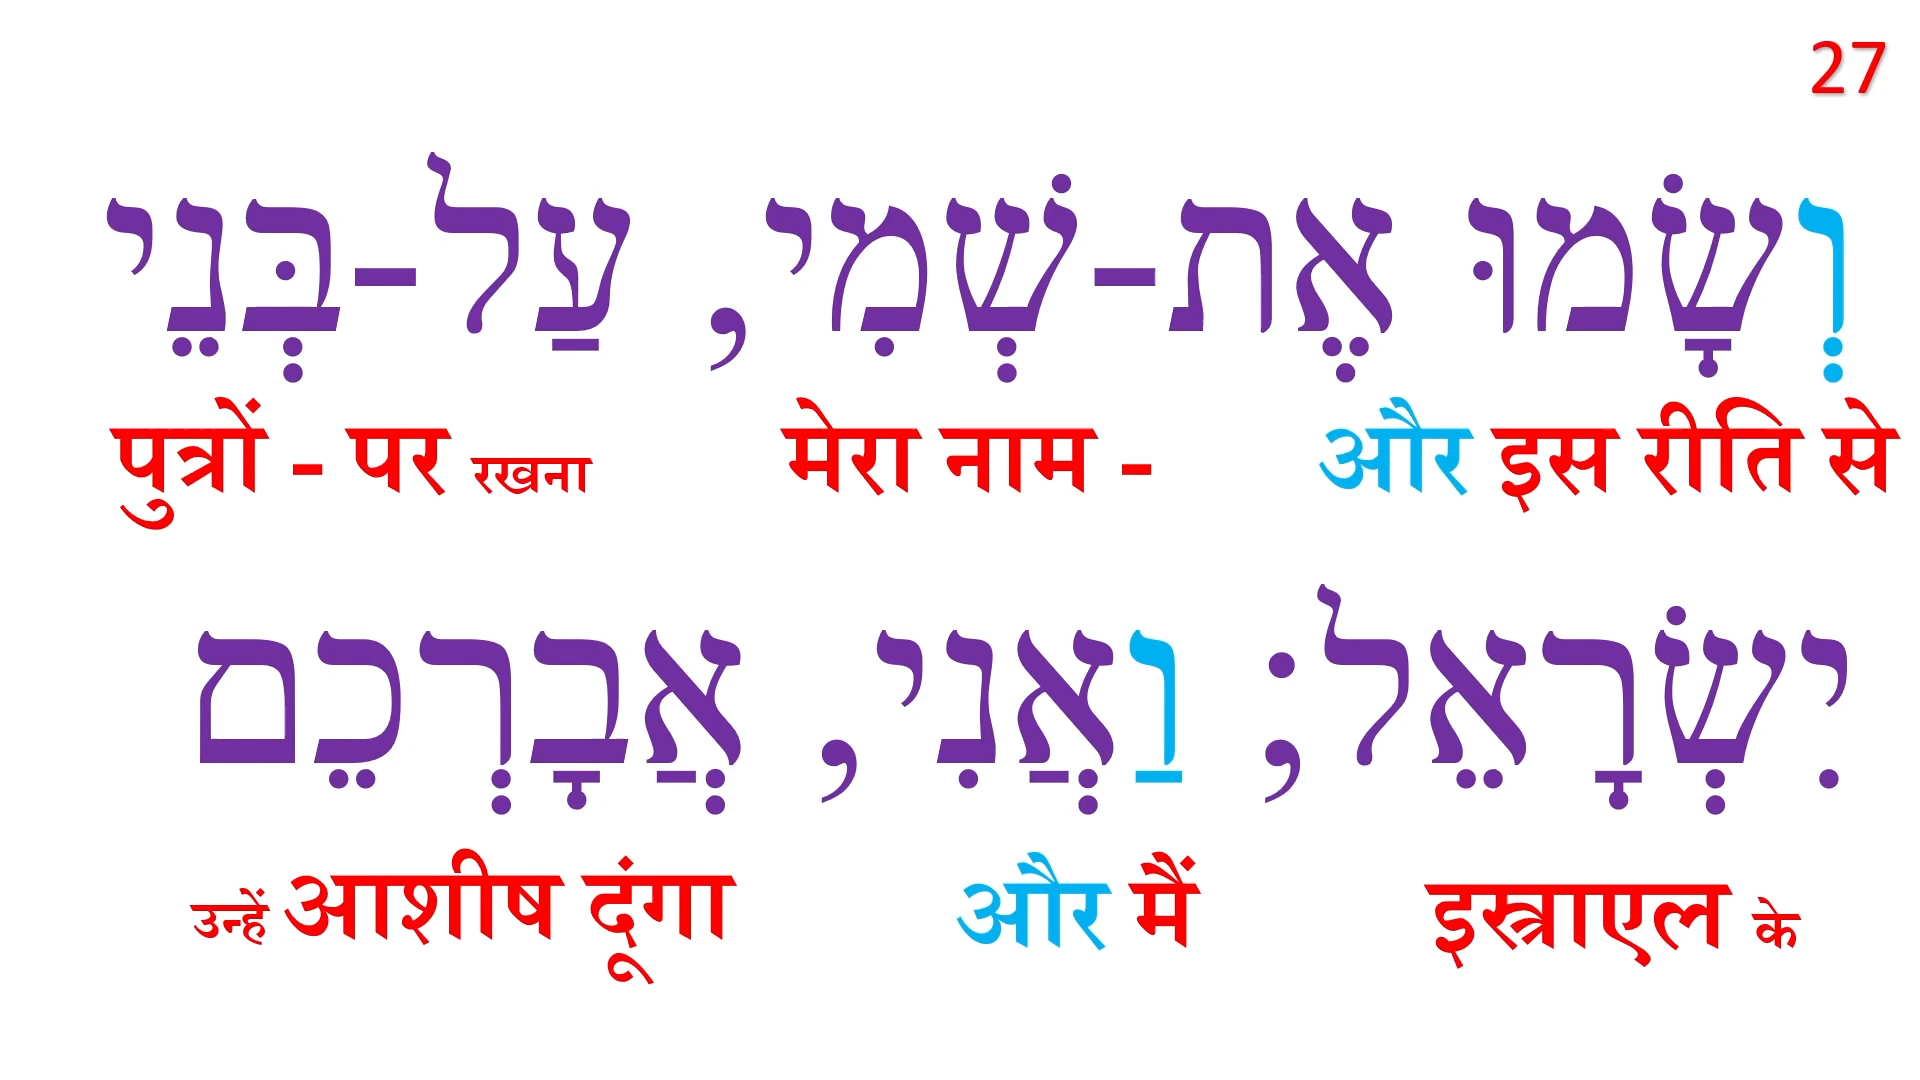 27
וְשָׂמוּ אֶת-שְׁמִי, עַל-בְּנֵי
पुत्रों - पर रखना मेरा नाम - और इस रीति से
יִשְׂרָאֵל; וַאֲנִי, אֲבָרְכֵם
उन्हें आशीष दूंगा और मैं इस्त्राएल के